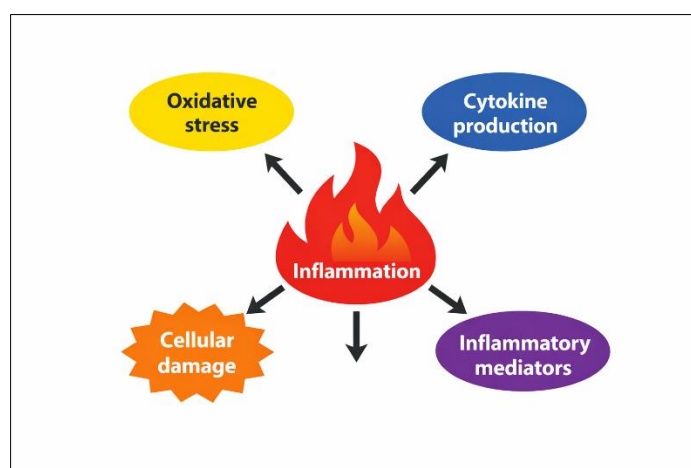 Oxidative
stress
Cytokine
production
Inflammation
Cellular
damage
Inflammatory
mediators